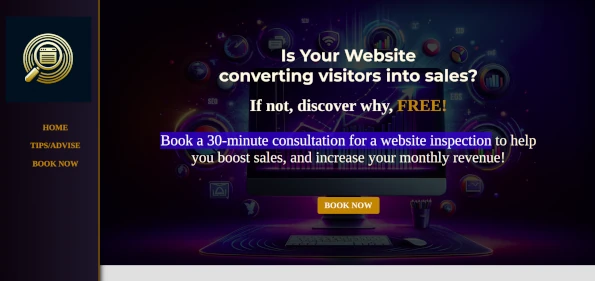 Is Your Website
converting visitors into sales?
If not, discover why, FREE!
Book a 30-minute consultation for a website inspection to help
you boost sales, and increase your monthly revenue!
BOOK NOW
HOME
TIPS/ADVISE
BOOK NOW